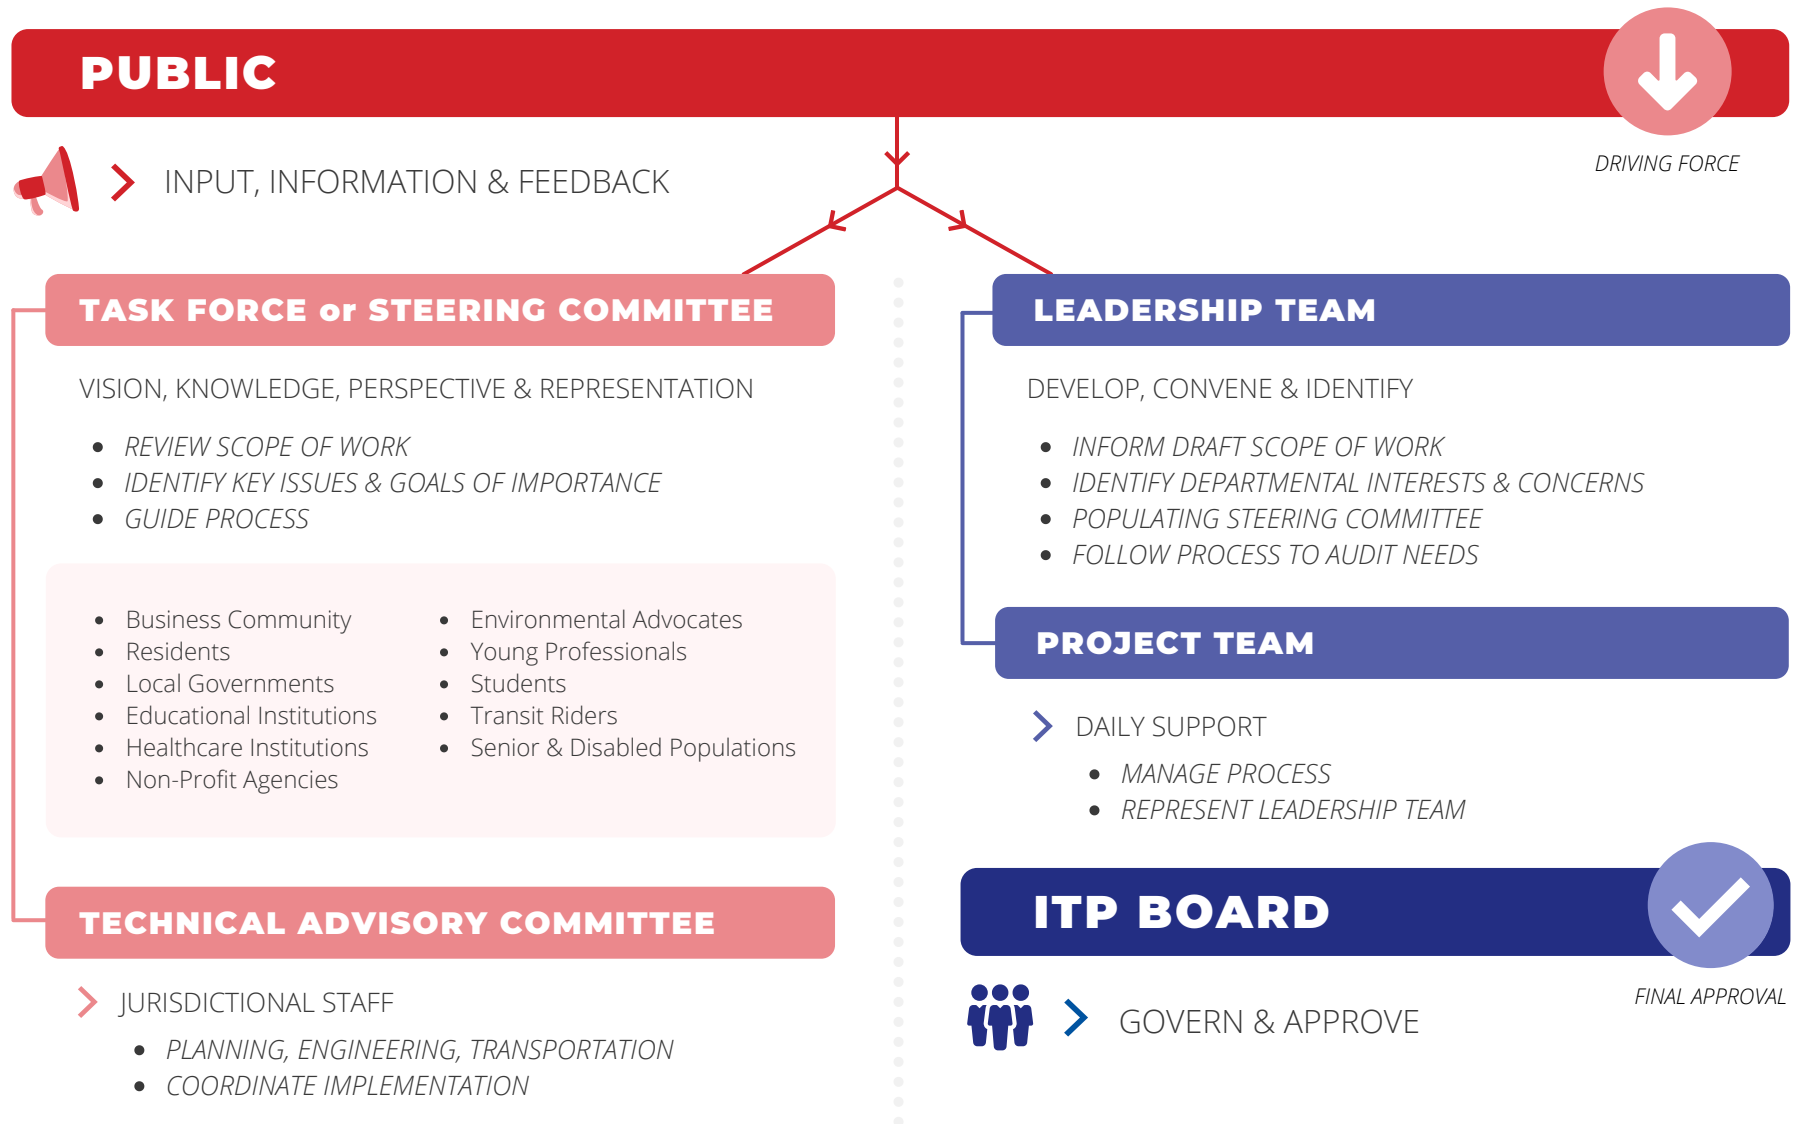 PUBLIC
DRIVING FORCE
INPUT, INFORMATION & FEEDBACK
TASK FORCE or STEERING COMMITTEE
VISION, KNOWLEDGE, PERSPECTIVE & REPRESENTATION
REVIEW SCOPE OF WORK
IDENTIFY KEY ISSUES & GOALS OF IMPORTANCE
GUIDE PROCESS
Business Community
Residents
Local Governments
Educational Institutions
Healthcare Institutions
Non-Profit Agencies
Environmental Advocates
Young Professionals
Students
Transit Riders
Senior & Disabled Populations
TECHNICAL ADVISORY COMMITTEE
JURISDICTIONAL STAFF
PLANNING, ENGINEERING, TRANSPORTATION
COORDINATE IMPLEMENTATION
LEADERSHIP TEAM
DEVELOP, CONVENE & IDENTIFY
INFORM DRAFT SCOPE OF WORK
IDENTIFY DEPARTMENTAL INTERESTS & CONCERNS
POPULATING STEERING COMMITTEE
FOLLOW PROCESS TO AUDIT NEEDS
PROJECT TEAM
DAILY SUPPORT
MANAGE PROCESS
REPRESENT LEADERSHIP TEAM
ITP BOARD
FINAL APPROVAL
GOVERN & APPROVE